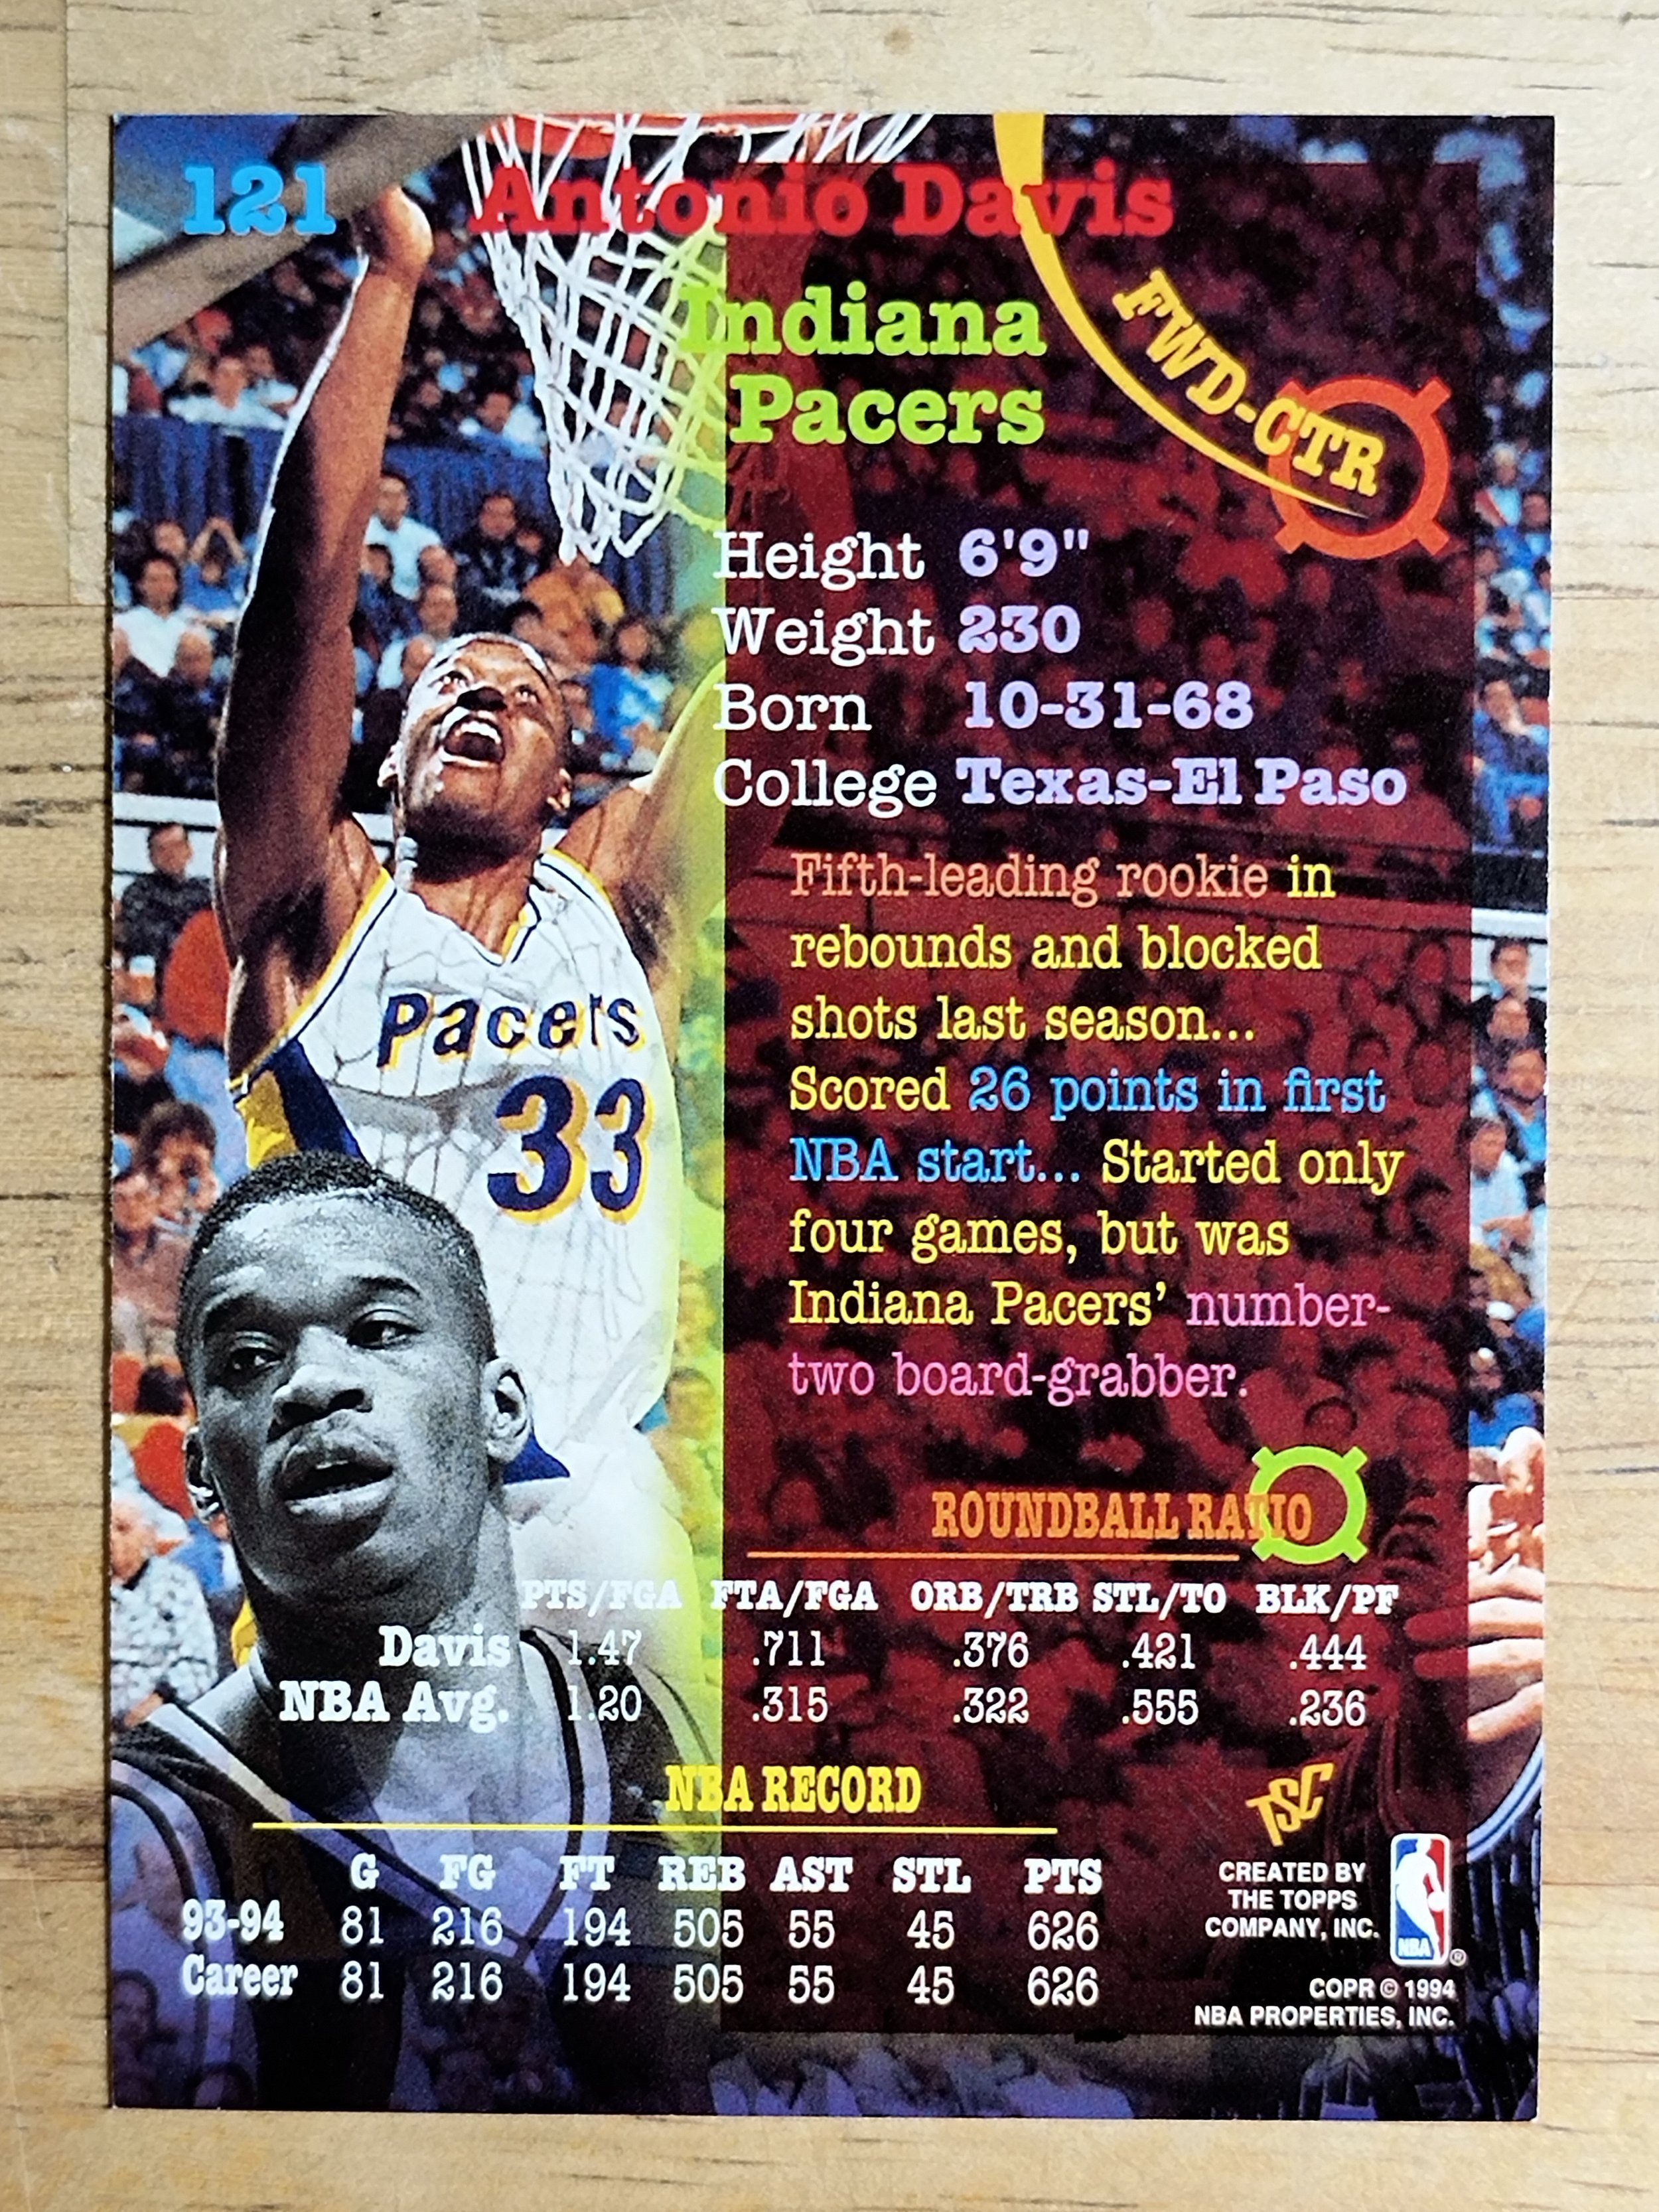 121 Antonio Davis
Indiana
Pacers
FWD-CTR
Height 6'9"
Weight 230
Born 10-31-68
College Texas-El Paso
Fifth-leading rookie in
rebounds and blocked
shots last season...
Scored 26 points in first
NBA start... Started only
four games, but was
Indiana Pacers' number-
two board-grabber.
Pacers
33
ROUNDBALL RATIO
PTS/FGA FTA/FGA ORB/TRB STL/TO BLK/PF
Davis 1.47 .711 .376 .421 .444
NBA Avg. 1.20 .315 .322 .555 .236
NBA RECORD
G FG FT REB AST STL PTS
93-94 81 216 194 505 55 45 626
Career 81 216 194 505 55 45 626
TSC
CREATED BY
THE TOPPS
COMPANY, INC.
NBA ®
COPR © 1994
NBA PROPERTIES, INC.